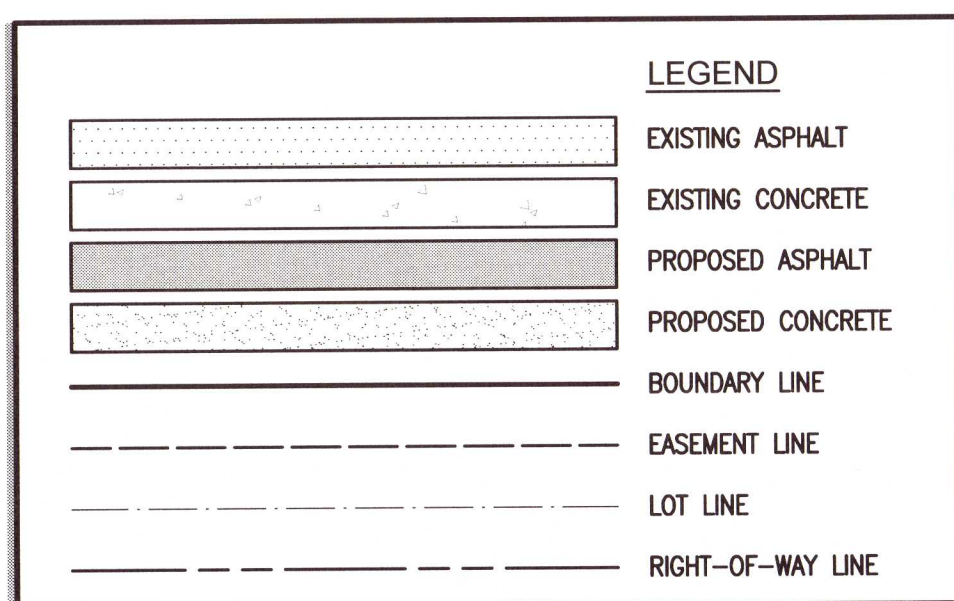 LEGEND
EXISTING ASPHALT
EXISTING CONCRETE
PROPOSED ASPHALT
PROPOSED CONCRETE
BOUNDARY LINE
EASEMENT LINE
LOT LINE
RIGHT-OF-WAY LINE